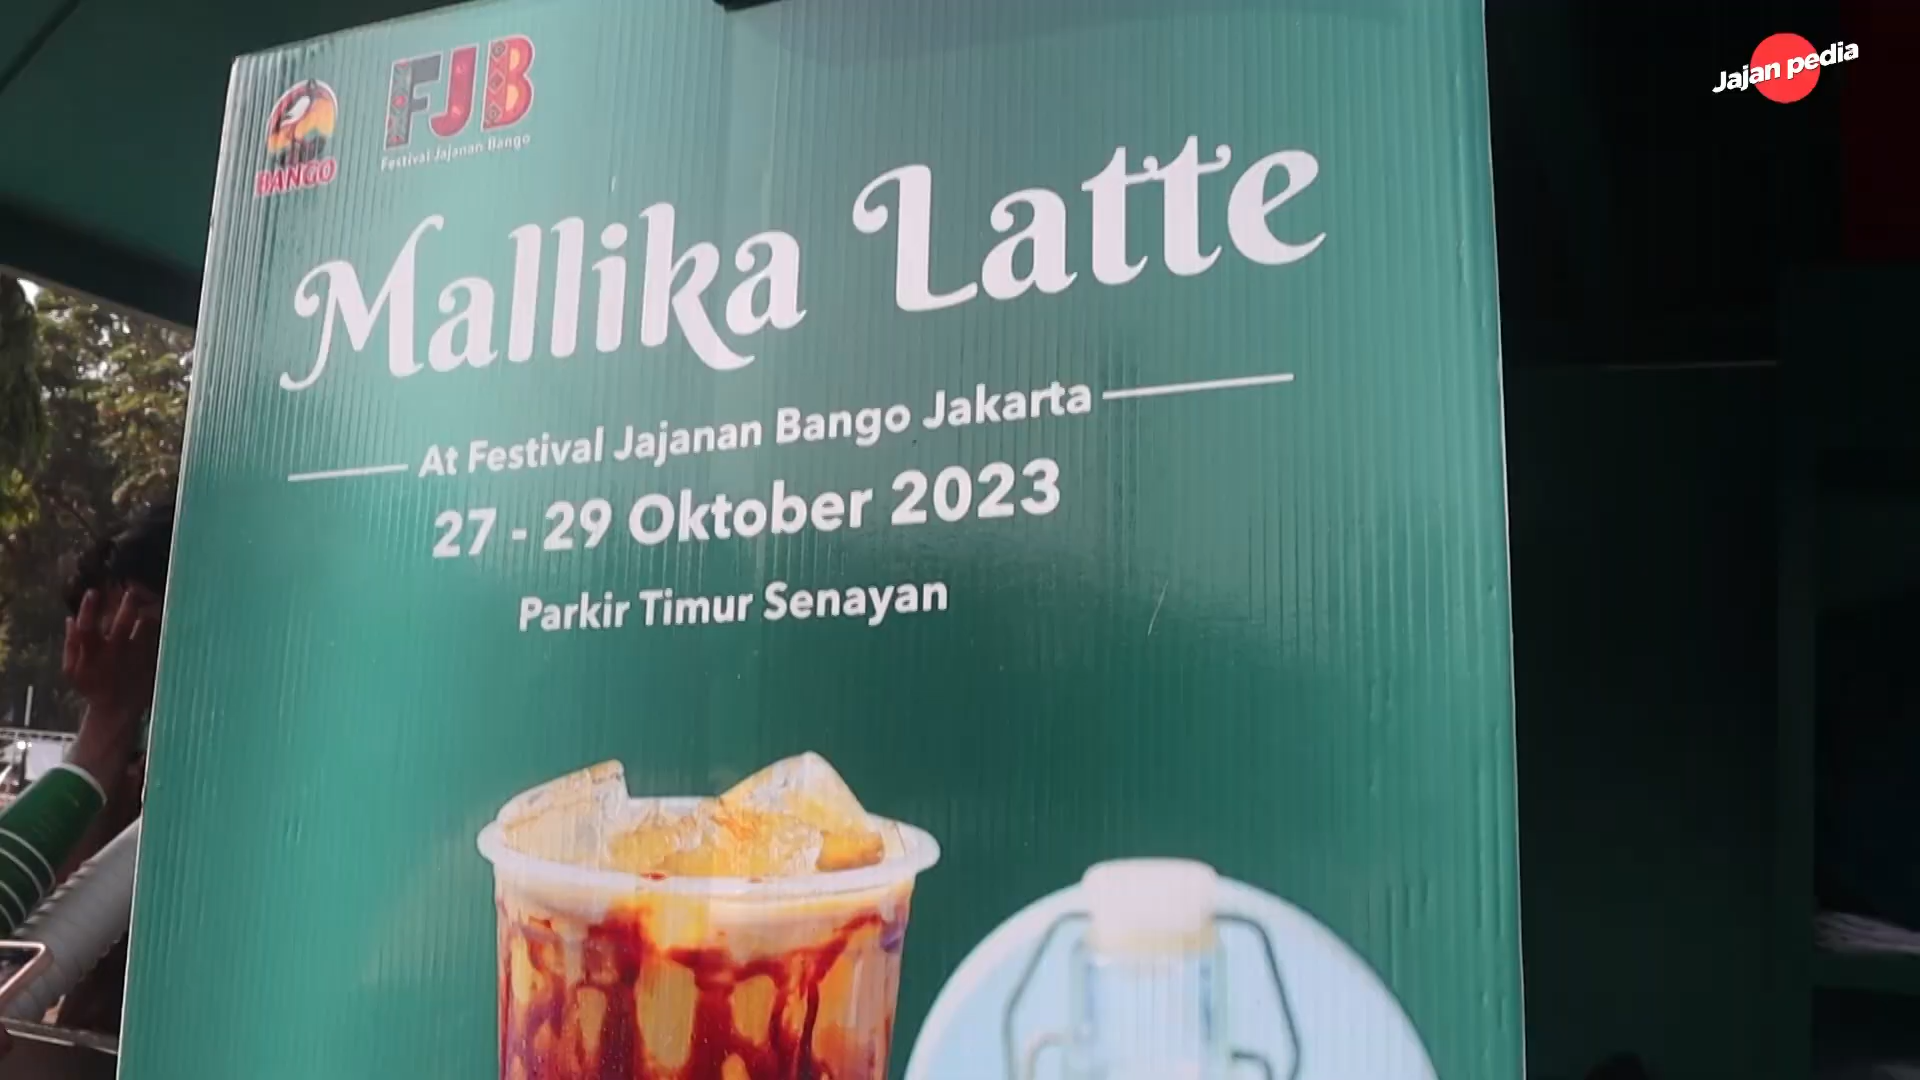 BANGO
FJB
Festival Jajanan Bango
Jajan pedia
Mallika Latte
At Festival Jajanan Bango Jakarta
27 - 29 Oktober 2023
Parkir Timur Senayan